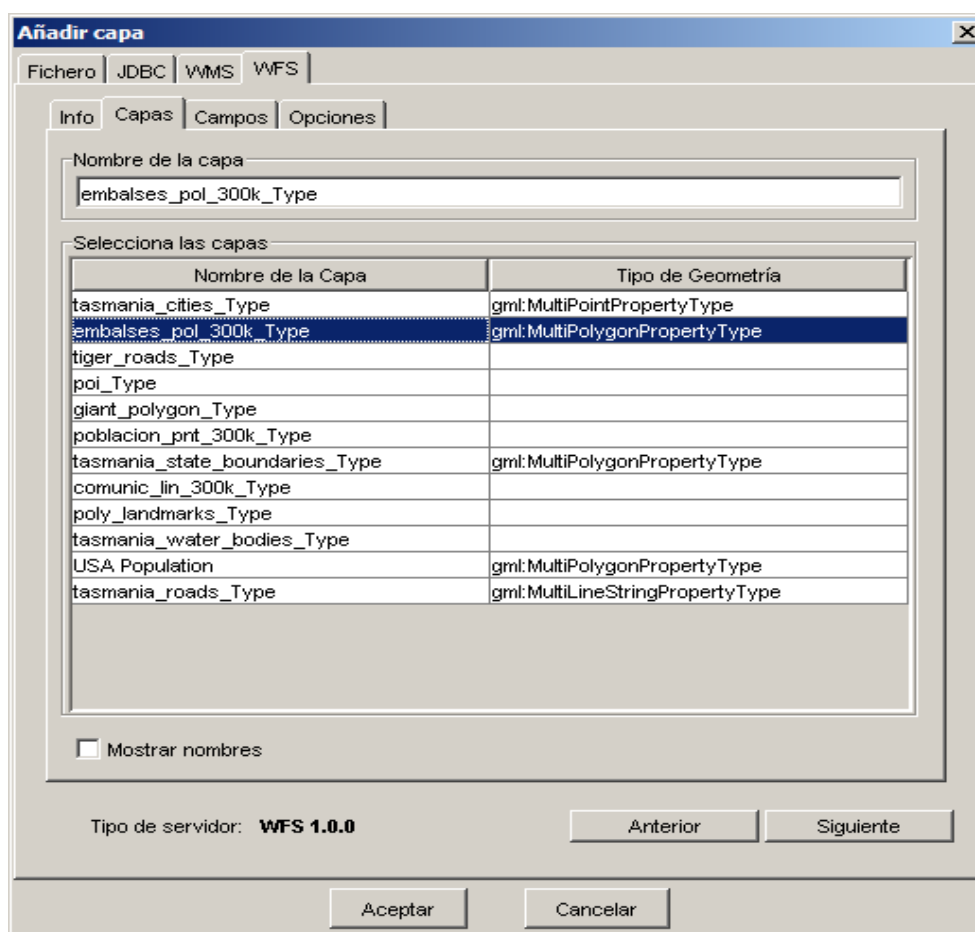 Añadir capa
Fichero JDBC WMS WFS
Info Capas Campos Opciones
Nombre de la capa
embalses_pol_300k_Type
Selecciona las capas
Nombre de la Capa Tipo de Geometría
tasmania_cities_Type gml:MultiPointPropertyType
embalses_pol_300k_Type gml:MultiPolygonPropertyType
tiger_roads_Type
poi_Type
giant_polygon_Type
poblacion_pnt_300k_Type
tasmania_state_boundaries_Type gml:MultiPolygonPropertyType
comunic_lin_300k_Type
poly_landmarks_Type
tasmania_water_bodies_Type
USA Population gml:MultiPolygonPropertyType
tasmania_roads_Type gml:MultiLineStringPropertyType
Mostrar nombres
Tipo de servidor: WFS 1.0.0 Anterior Siguiente
Aceptar Cancelar